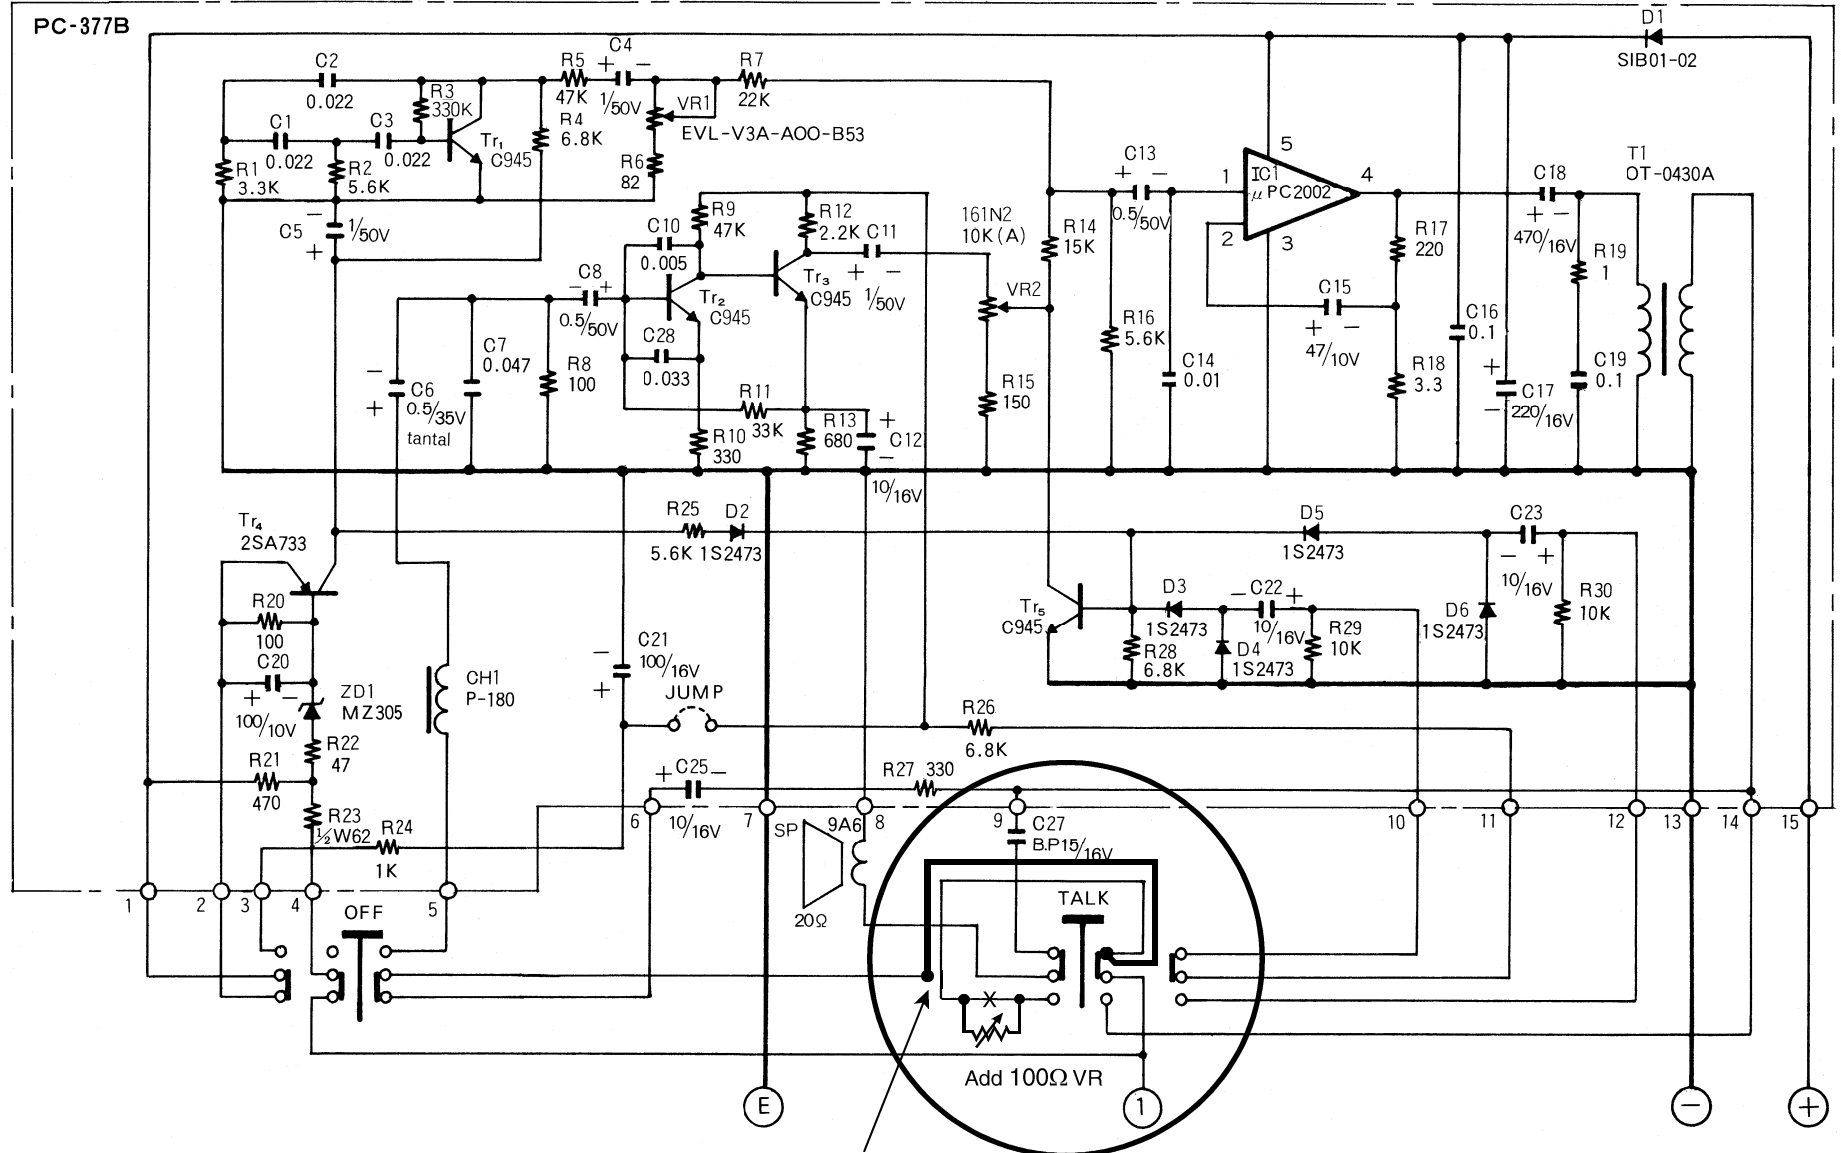 PC-377B
D1
SIB01-02
C2
0.022
R3
330K
R5
47K
C4
+ −
1/50V
R7
22K
VR1
EVL-V3A-A00-B53
C1
0.022
C3
0.022
Tr1
C945
R4
6.8K
R1
3.3K
R2
5.6K
R6
82
C5
−
+
1/50V
C13
+ −
0.5/50V
1
2
3
4
5
IC1
μPC2002
C18
+ −
470/16V
T1
OT-0430A
R9
47K
C10
0.005
R12
2.2K
C11
+ −
1/50V
161N2
10K(A)
VR2
R14
15K
R17
220
R19
1
C8
− +
0.5/50V
Tr2
C945
Tr3
C945
C15
+ −
47/10V
C16
0.1
R16
5.6K
C7
0.047
R8
100
C28
0.033
C6
−
+
0.5/35V
tantal
R11
33K
R10
330
R13
680
C12
+
−
10/16V
R15
150
C14
0.01
R18
3.3
C17
+
−
220/16V
C19
0.1
Tr4
2SA733
R25
5.6K
D2
1S2473
D5
1S2473
C23
− +
10/16V
R20
100
C20
+ −
100/10V
ZD1
MZ305
CH1
P-180
C21
−
+
100/16V
JUMP
Tr5
C945
D3
1S2473
C22
− +
10/16V
R28
6.8K
D4
1S2473
R29
10K
D6
1S2473
R30
10K
R22
47
R21
470
R26
6.8K
R23
1/2W62
R24
1K
C25
+ −
10/16V
R27 330
6
7
8
9
10
11
12
13
14
15
SP
9A6
20Ω
C27
B.P15/16V
1
2
3
4
5
OFF
TALK
X
Add 100Ω VR
E
1
−
+